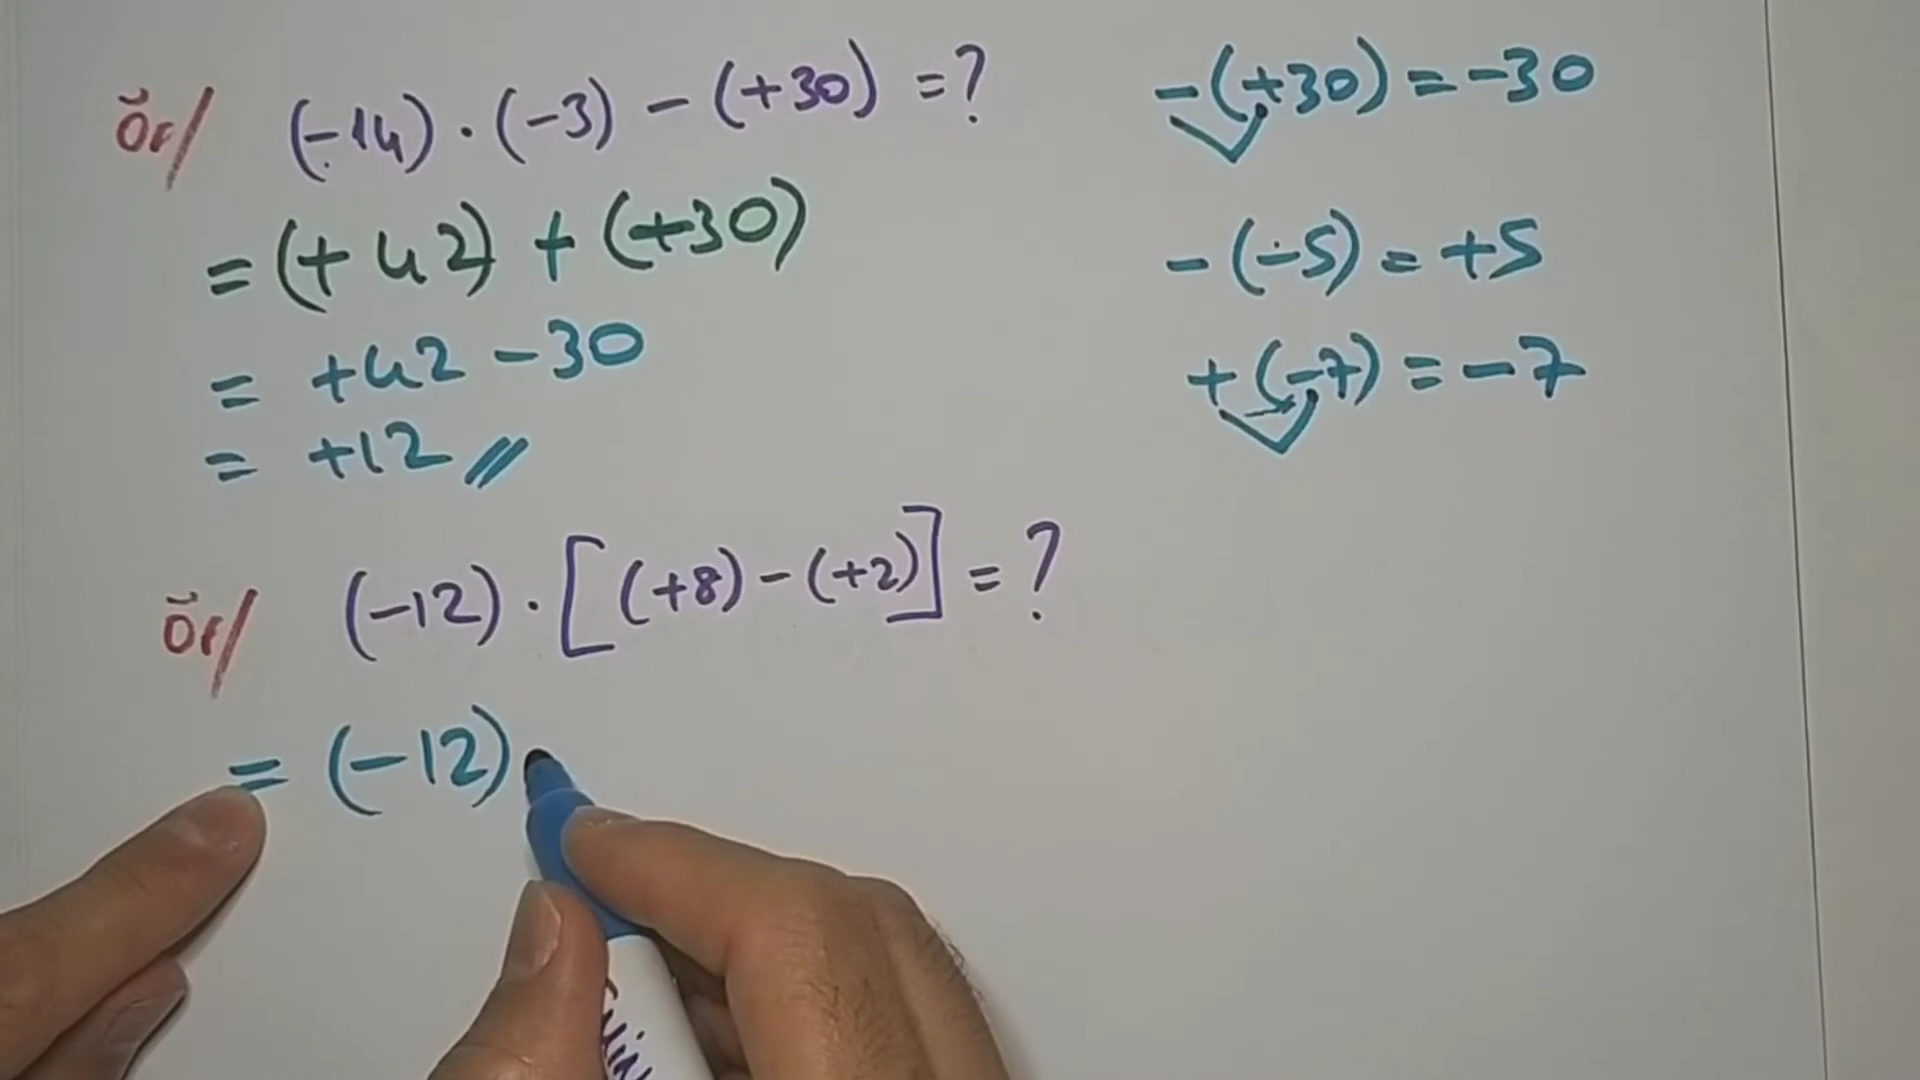 Ör/ (-14) · (-3) - (+30) = ?
= (+42) + (+30)
= +42 - 30
= +12 //
-(+30) = -30
-(-5) = +5
+(-7) = -7
Ör/ (-12) · [(+8) - (+2)] = ?
= (-12)